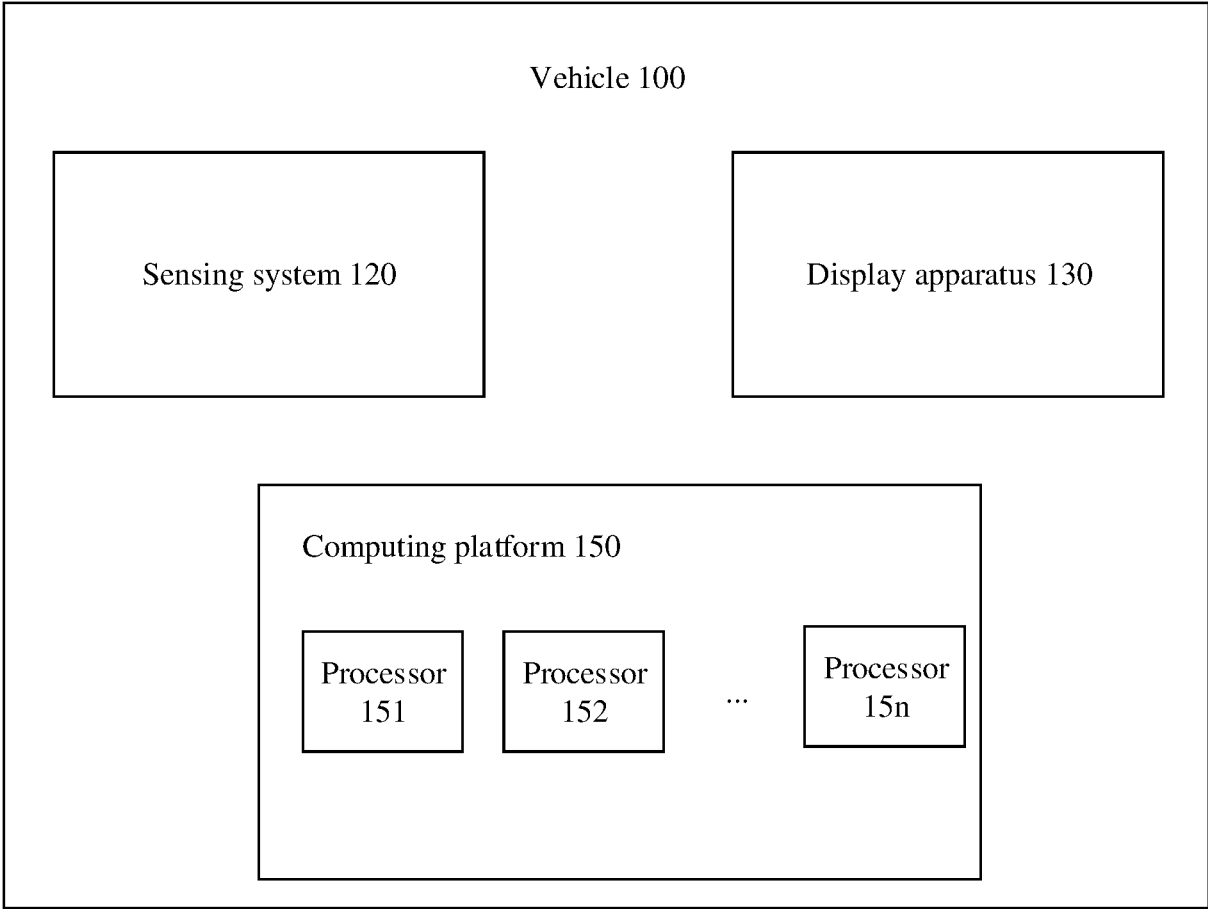 Vehicle 100
Sensing system 120
Display apparatus 130
Computing platform 150
Processor
151
Processor
152
...
Processor
15n